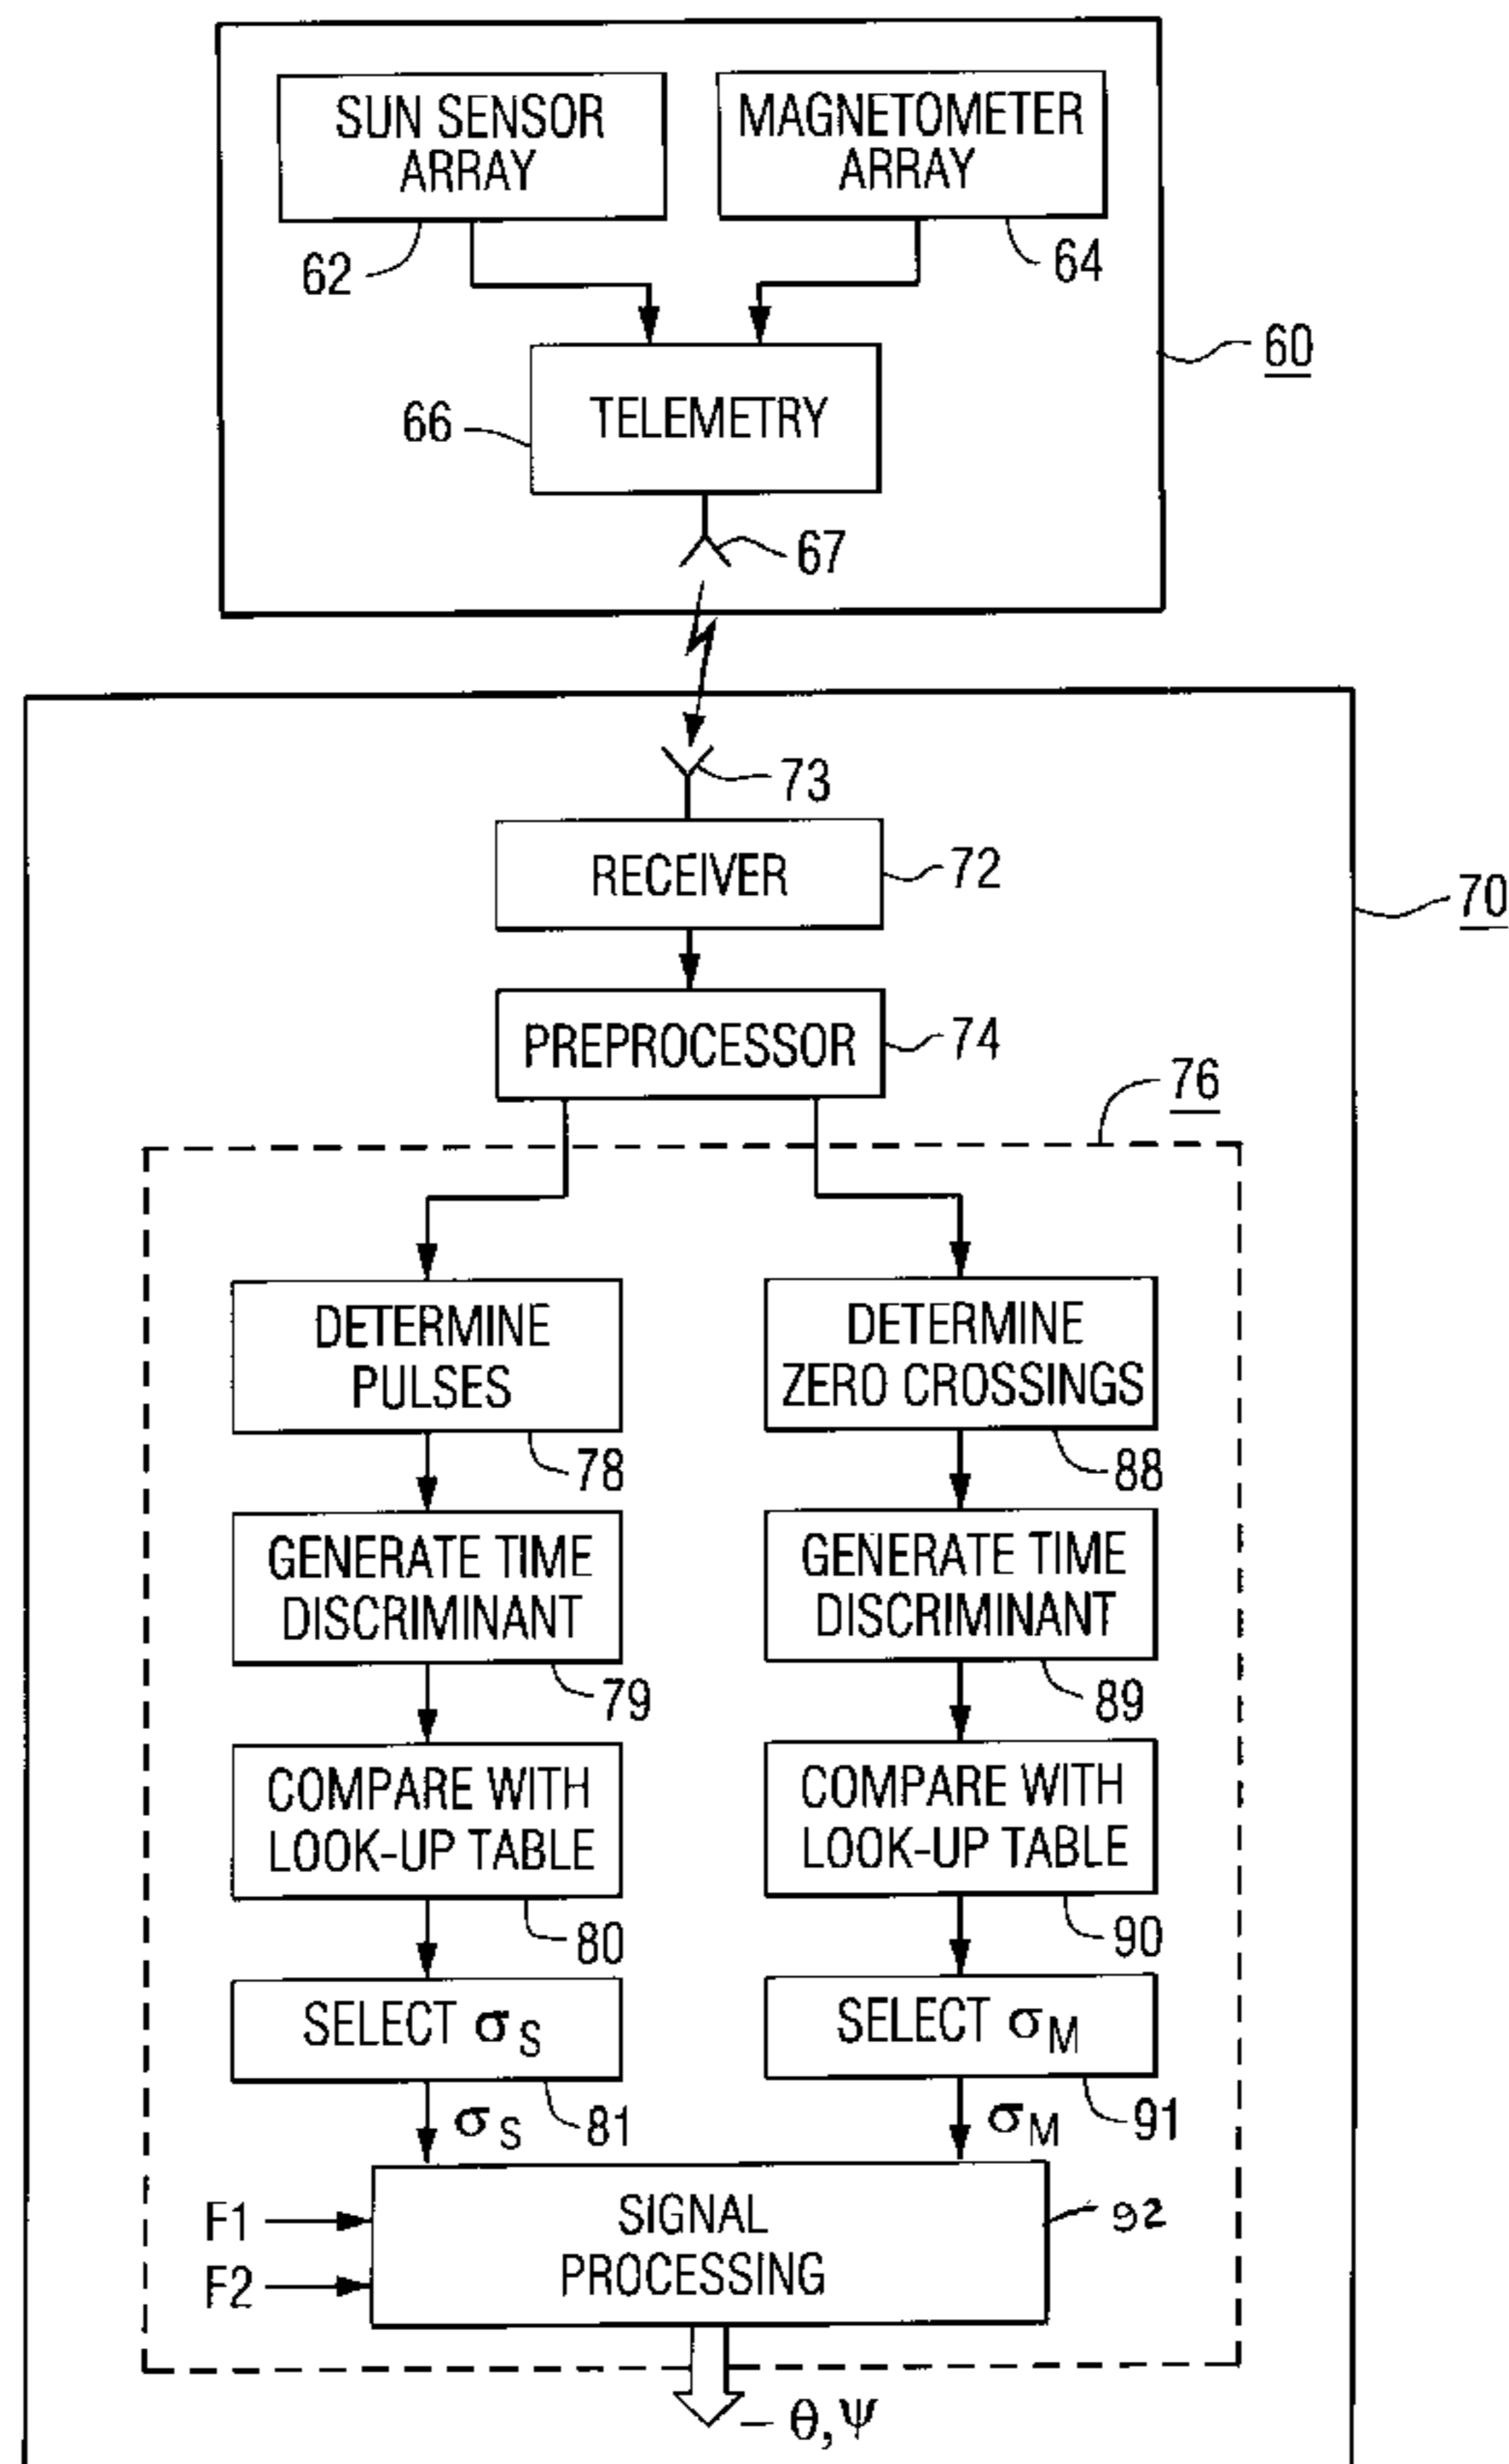 SUN SENSOR
ARRAY
MAGNETOMETER
ARRAY
62
64
60
66
TELEMETRY
67
73
RECEIVER
72
70
PREPROCESSOR
74
76
DETERMINE
PULSES
DETERMINE
ZERO CROSSINGS
78
88
GENERATE TIME
DISCRIMINANT
GENERATE TIME
DISCRIMINANT
79
89
COMPARE WITH
LOOK-UP TABLE
COMPARE WITH
LOOK-UP TABLE
80
90
SELECT σS
SELECT σM
σS
81
σM
91
F1
F2
SIGNAL
PROCESSING
92
θ,Ψ